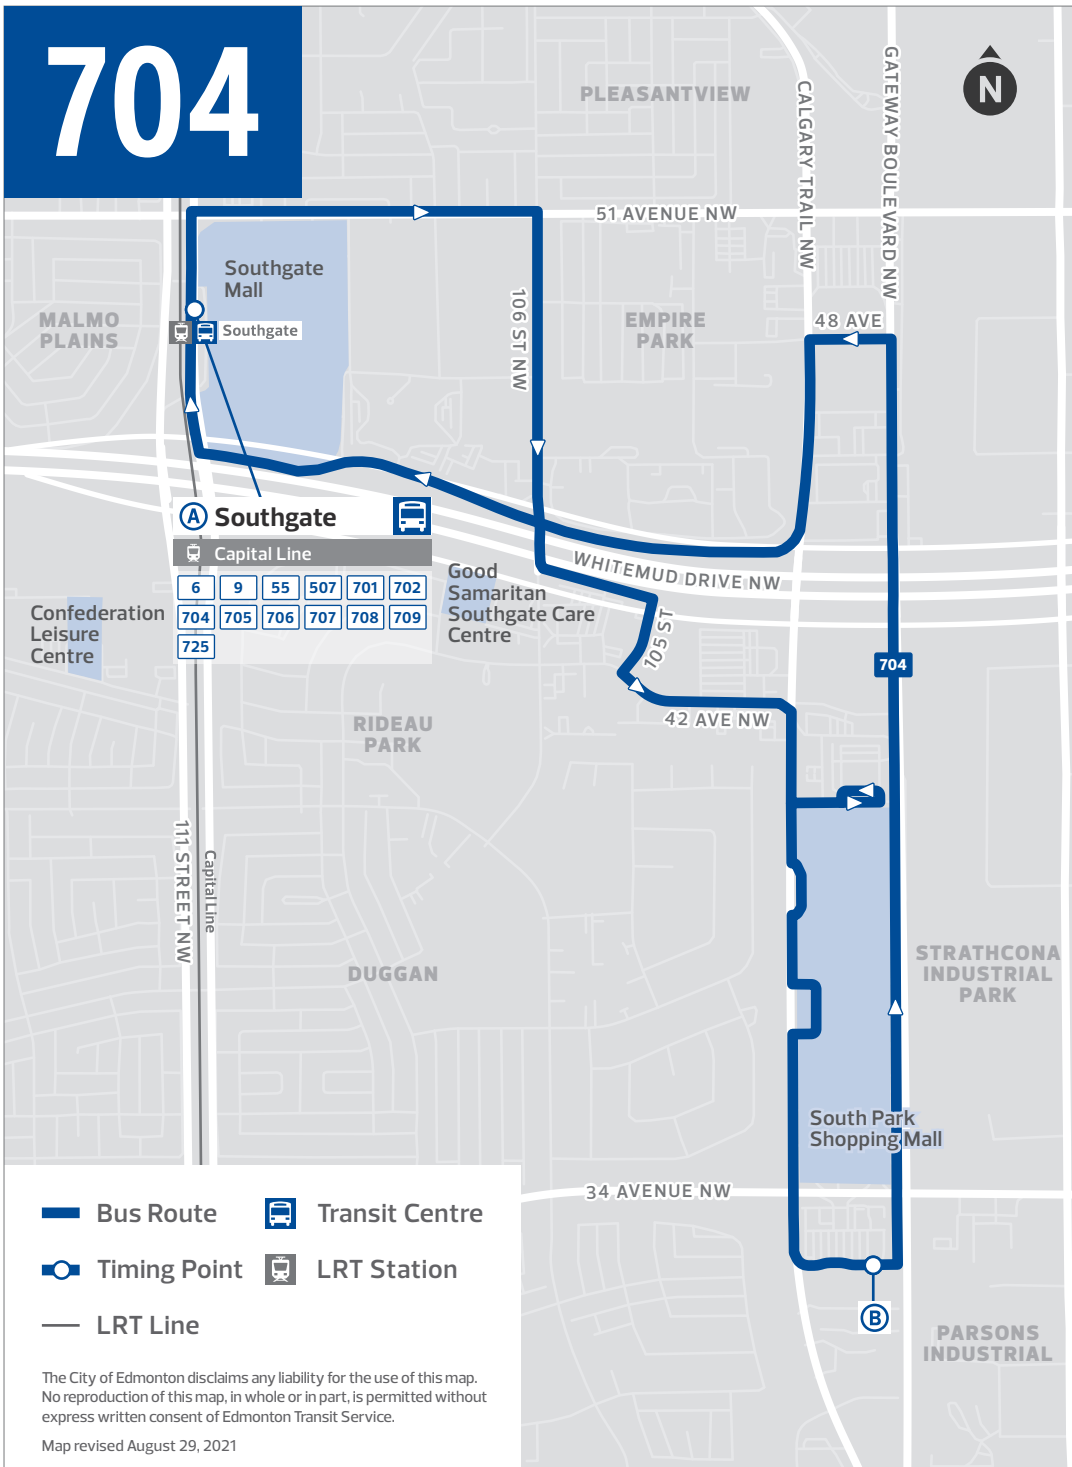 704
N
PLEASANTVIEW
CALGARY TRAIL NW
GATEWAY BOULEVARD NW
51 AVENUE NW
Southgate
Mall
MALMO
PLAINS
Southgate
106 ST NW
EMPIRE
PARK
48 AVE
A Southgate
Capital Line
6 9 55 507 701 702
704 705 706 707 708 709
725
WHITEMUD DRIVE NW
Good
Samaritan
Southgate Care
Centre
Confederation
Leisure
Centre
105 ST
704
42 AVE NW
RIDEAU
PARK
111 STREET NW
Capital Line
DUGGAN
STRATHCONA
INDUSTRIAL
PARK
South Park
Shopping Mall
34 AVENUE NW
B
PARSONS
INDUSTRIAL
Bus Route
Transit Centre
Timing Point
LRT Station
LRT Line
The City of Edmonton disclaims any liability for the use of this map.
No reproduction of this map, in whole or in part, is permitted without
express written consent of Edmonton Transit Service.
Map revised August 29, 2021